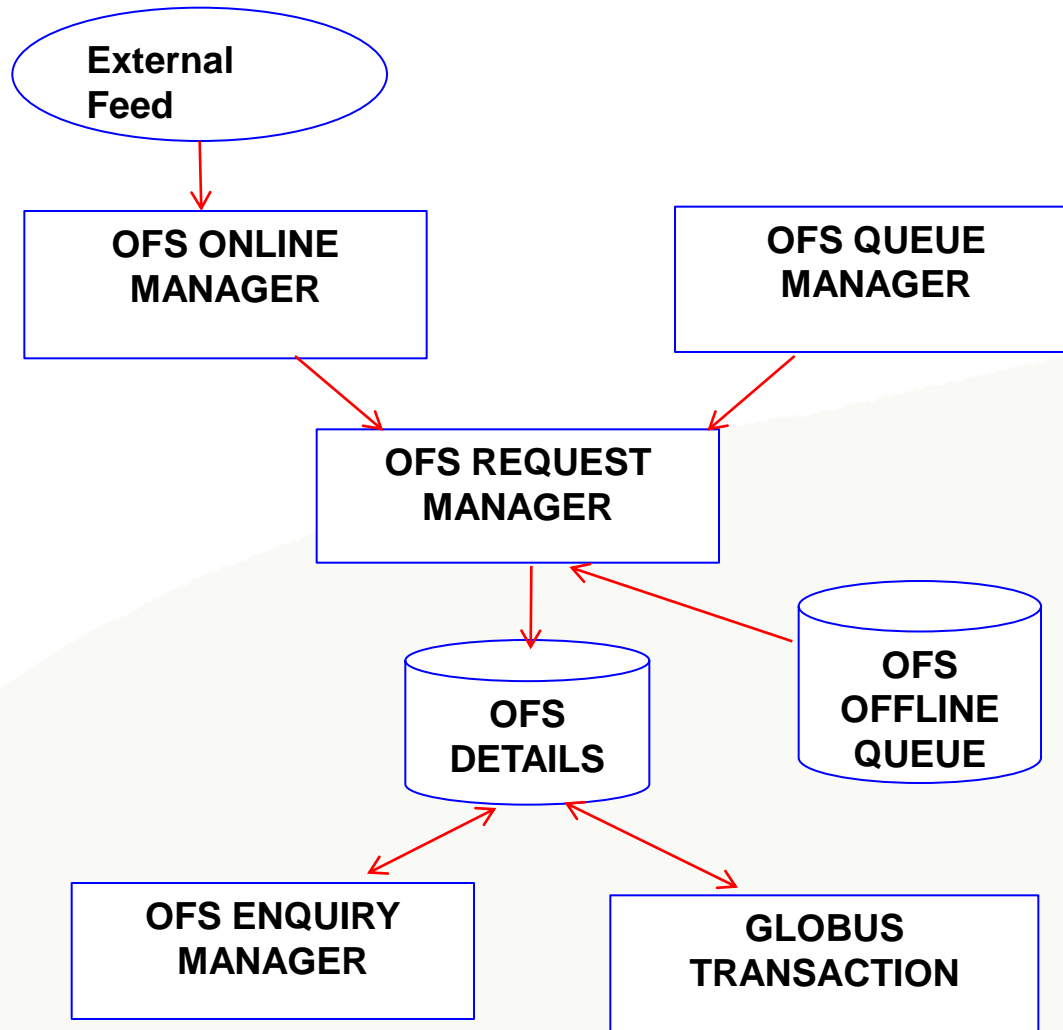 External
Feed
OFS ONLINE
MANAGER
OFS QUEUE
MANAGER
OFS REQUEST
MANAGER
OFS
OFFLINE
QUEUE
OFS
DETAILS
OFS ENQUIRY
MANAGER
GLOBUS
TRANSACTION